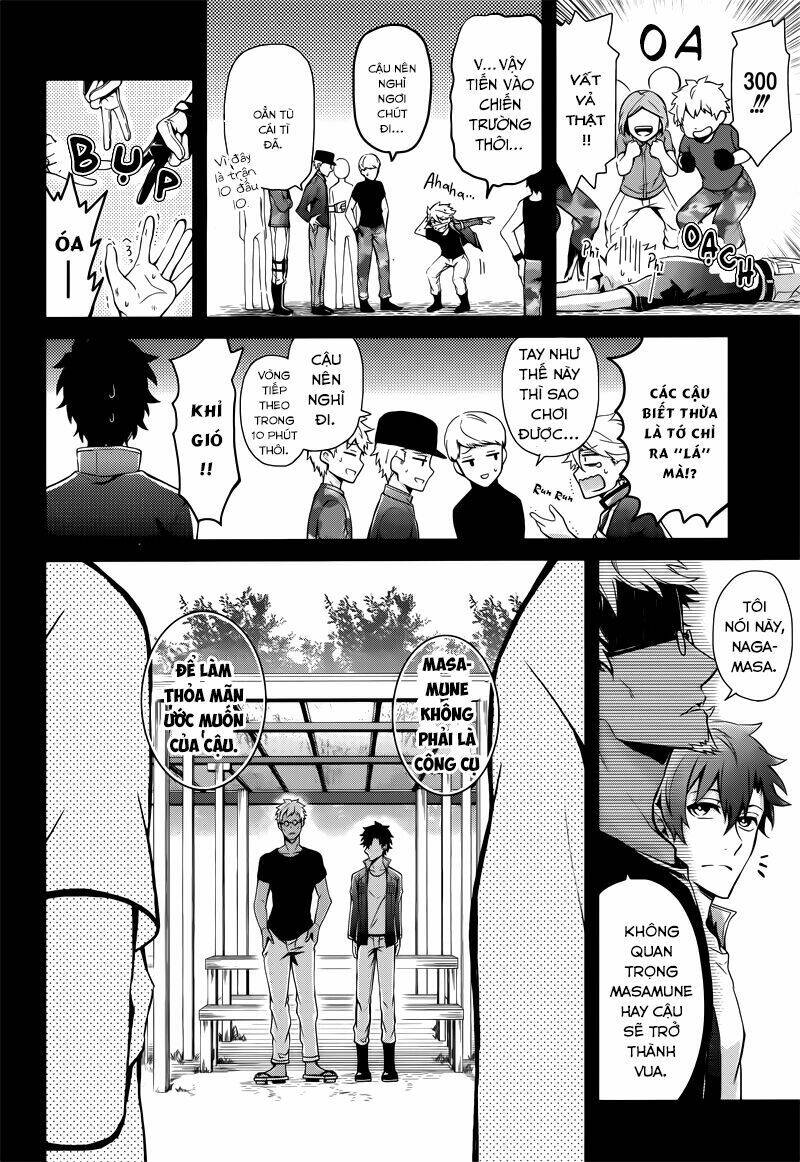 300
!!!
OA
VẤT
VẢ
THẬT
!!
OẠCH
Phì
Phì
V... VẬY
TIẾN VÀO
CHIẾN
TRƯỜNG
THÔI...
CẬU NÊN
NGHỈ
NGƠI
CHÚT
ĐI...
OẲN TÙ
CÁI TÌ
ĐÃ.
Vì đây
là trận
10 đấu
10.
Ahaha...
BỤP
ÓA
—
CÁC CẬU
BIẾT THỪA
LÀ TỚ CHỈ
RA “LÁ”
MÀ!?
TAY NHƯ
THẾ NÀY
THÌ SAO
CHƠI
ĐƯỢC...
Run Run
CẬU
NÊN NGHỈ
ĐI.
VÒNG
TIẾP
THEO
TRONG
10 PHÚT
THÔI.
KHỈ
GIÓ
!!
TÔI
NÓI NÀY,
NAGA-
MASA.
KHÔNG
QUAN
TRỌNG
MASAMUNE
HAY CẬU
SẼ TRỞ
THÀNH
VUA.
MASA-
MUNE
KHÔNG
PHẢI LÀ
CÔNG CỤ
ĐỂ LÀM
THỎA MÃN
ƯỚC MUỐN
CỦA CẬU.